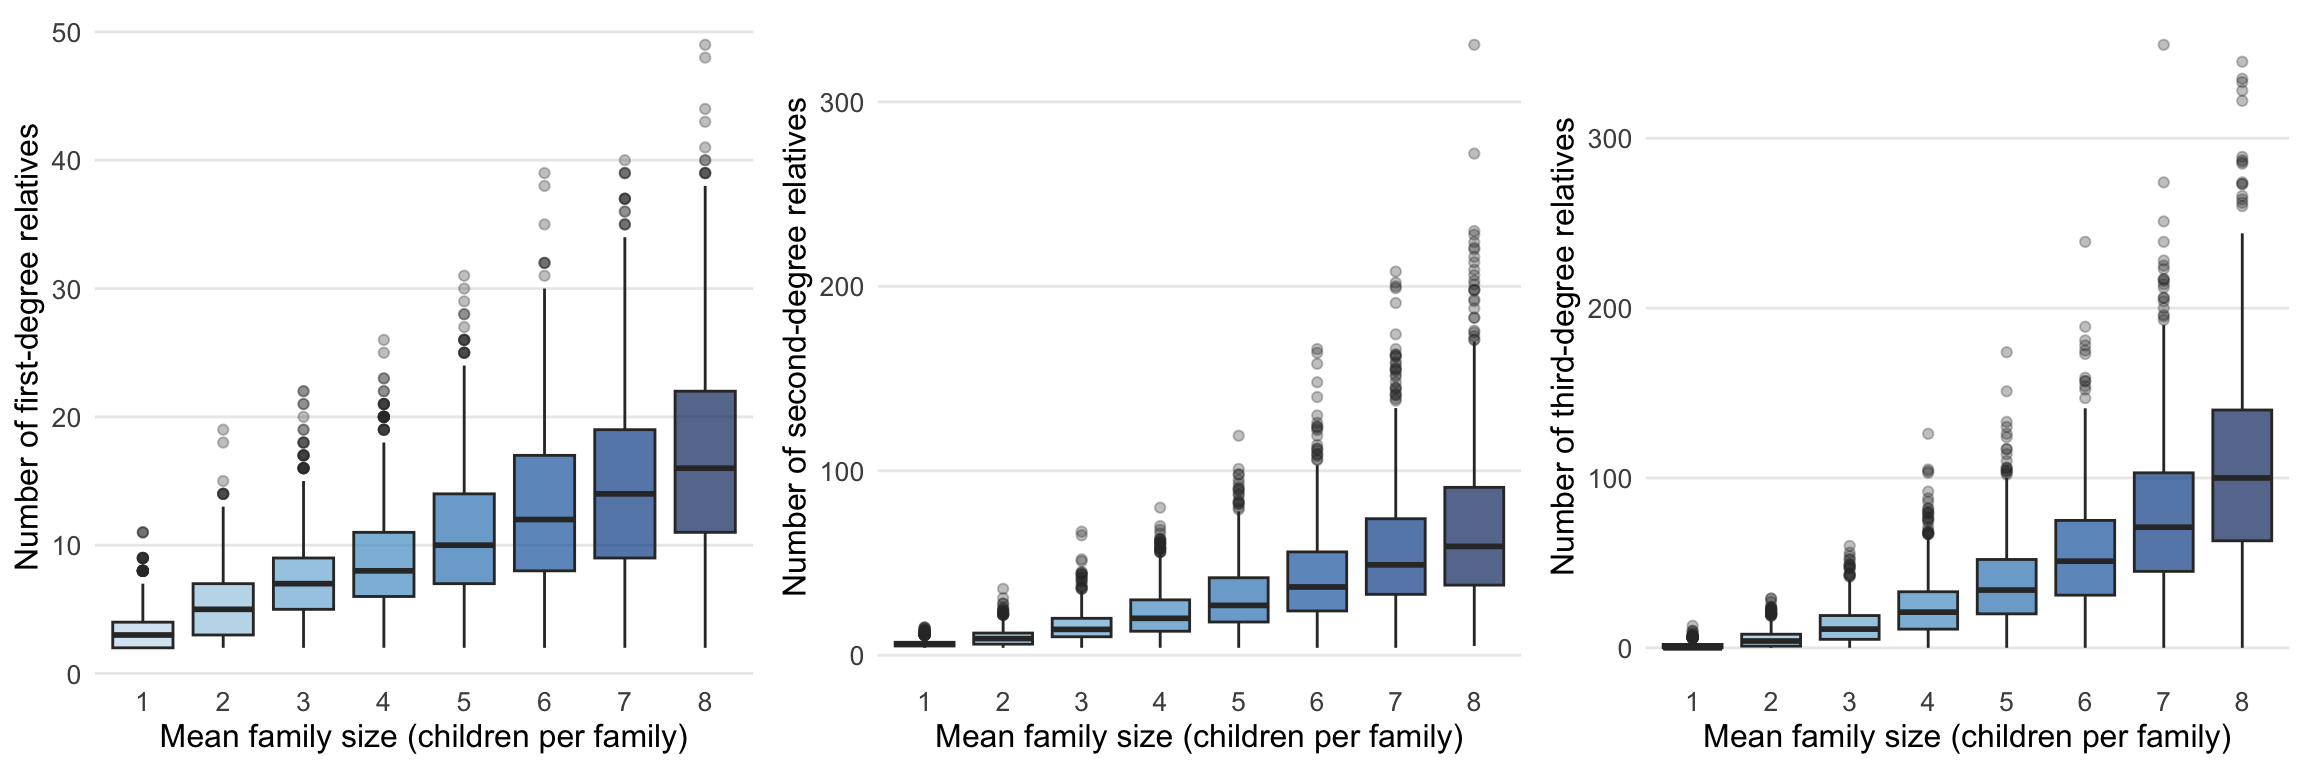 Number of first-degree relatives
50
40
30
20
10
0
1 2 3 4 5 6 7 8
Mean family size (children per family)
Number of second-degree relatives
300
200
100
0
1 2 3 4 5 6 7 8
Mean family size (children per family)
Number of third-degree relatives
300
200
100
0
1 2 3 4 5 6 7 8
Mean family size (children per family)